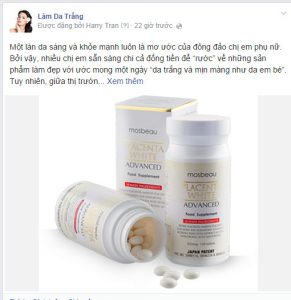 Làm Da Trắng
Được đăng bởi Harry Tran [?] · 22 giờ trước ·
Một làn da sáng và khỏe mạnh luôn là mơ ước của đông đảo chị em phụ nữ.
Bởi vậy, nhiều chị em sẵn sàng chi cả đống tiền để "rước" về những
sản phẩm làm đẹp với ước mong một ngày "da trắng và mịn màng như da em bé".
Tuy nhiên, giữa thị trườn... Xem thêm
mosbeau
PLACENTA
WHITE
ADVANCED
Food Supplement
mosbeau
PLACENTA
WHITE
ADVANCED
Food Supplement
JAPAN PATENT